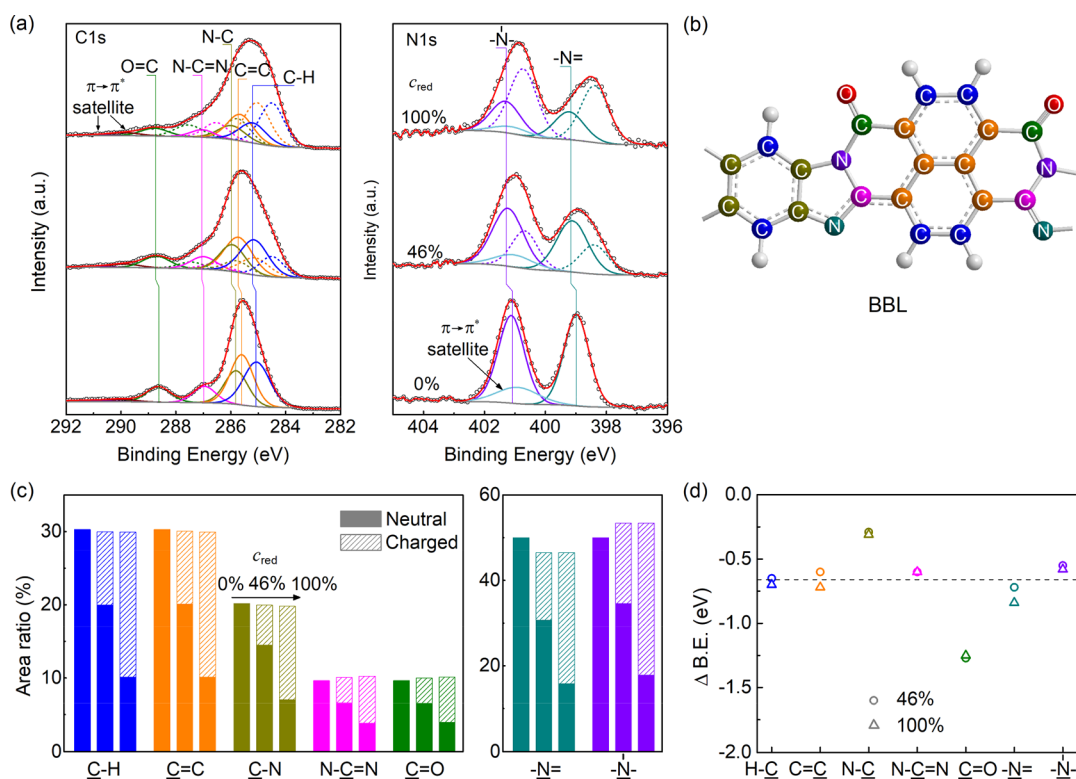 (a)
C1s
N-C
O=C
N-C=N
C=C
C-H
π→π*
satellite
Intensity (a.u.)
292 290 288 286 284 282
Binding Energy (eV)
N1s
-N-
-N=
c_red
100%
46%
π→π*
satellite
0%
Intensity (a.u.)
404 402 400 398 396
Binding Energy (eV)
(b)
O
C
C
O
C
C
C
C
C
C
C
N
C
C
N
C
C
C
C
C
C
C
N
C
C
N
BBL
(c)
Area ratio (%)
30
20
10
0
c_red
0% 46% 100%
C-H C=C C-N N-C=N C=O
60
40
20
0
Neutral
Charged
-N= -N-
(d)
Δ B.E. (eV)
0.0
-0.5
-1.0
-1.5
-2.0
46%
100%
H-C C=C N-C N-C=N C=O -N= -N-